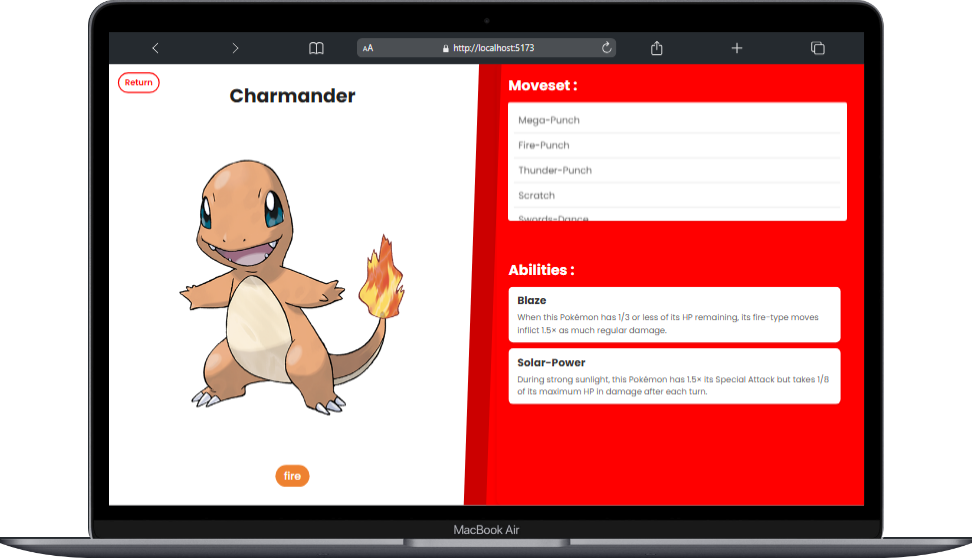 AA http://localhost:5173
Return
Charmander
fire
Moveset :
Mega-Punch
Fire-Punch
Thunder-Punch
Scratch
Swords-Dance
Abilities :
Blaze
When this Pokémon has 1/3 or less of its HP remaining, its fire-type moves
inflict 1.5× as much regular damage.
Solar-Power
During strong sunlight, this Pokémon has 1.5× its Special Attack but takes 1/8
of its maximum HP in damage after each turn.
MacBook Air